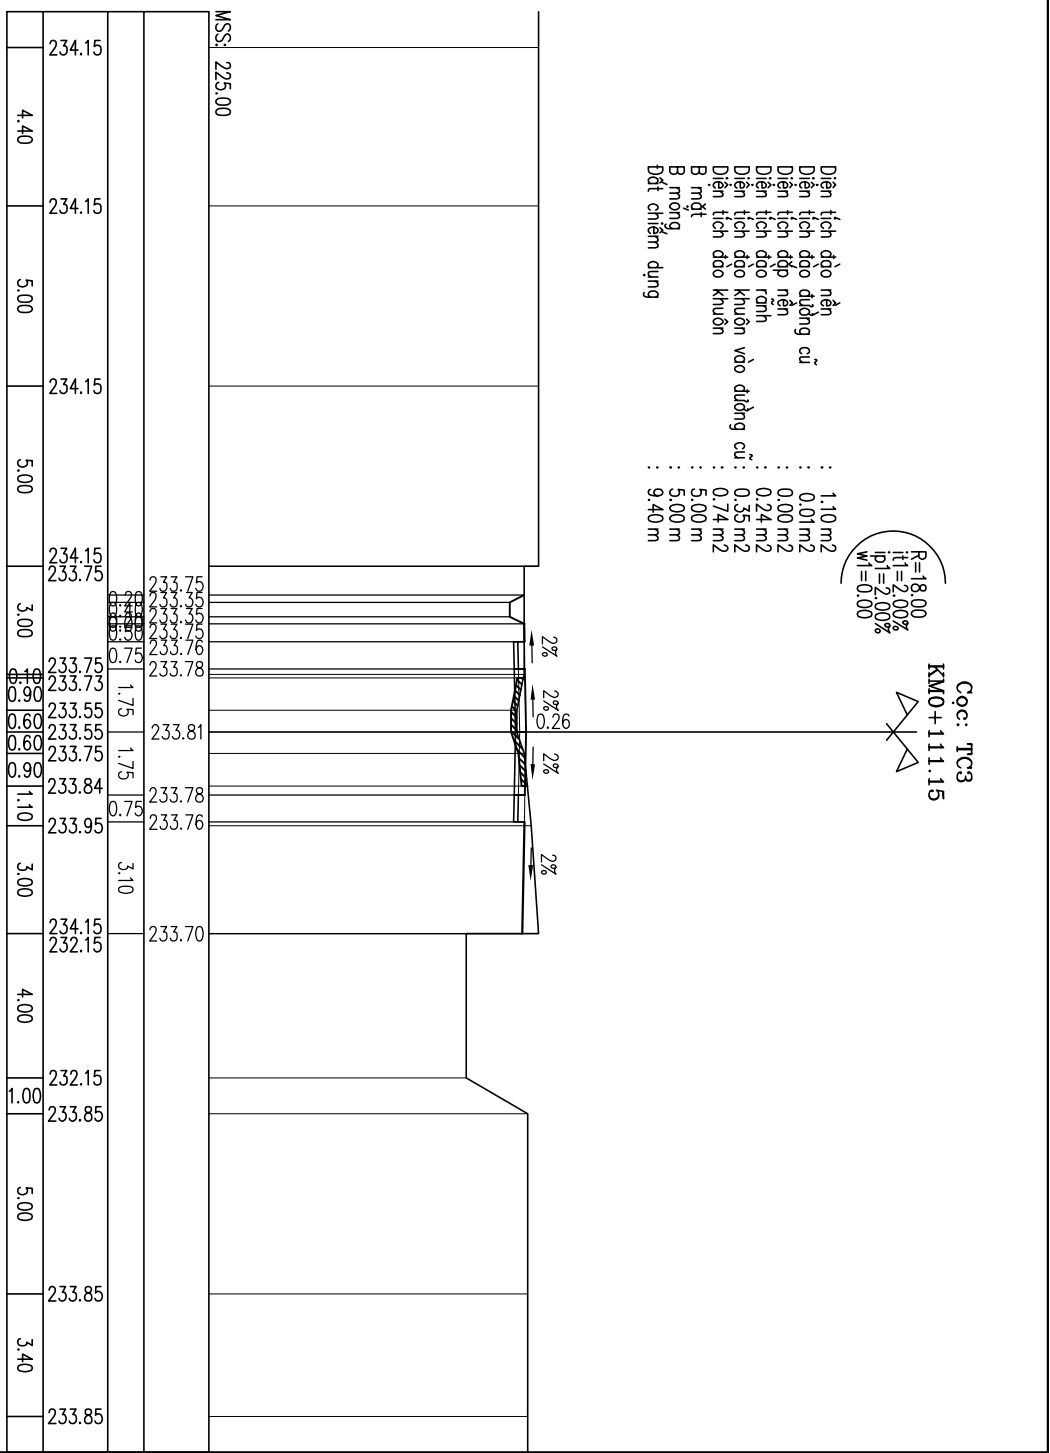 Cọc: TC3
KM0+111.15
R=18.00
it1=2.00%
ip1=2.00%
w1=0.00
Diện tích đào nền : 1.10 m2
Diện tích đào đường cũ : 0.01 m2
Diện tích đắp nền : 0.00 m2
Diện tích đào rãnh : 0.24 m2
Diện tích đào khuôn vào đường cũ : 0.35 m2
Diện tích đào khuôn : 0.74 m2
B mặt : 5.00 m
B móng : 5.00 m
Đất chiếm dụng : 9.40 m
2% 2% 2% 2%
0.26
MSS: 225.00
233.75 233.35 233.35 233.75 233.76 233.78 233.81 233.78 233.76 233.70
0.20 0.20 0.50 0.75 1.75 1.75 0.75 3.10
234.15 234.15 234.15 234.15 233.75 233.75 233.73 233.55 233.55 233.75 233.84 233.95 234.15 232.15 232.15 233.85 233.85 233.85
4.40 5.00 5.00 3.00 0.10 0.90 0.60 0.60 0.90 1.10 3.00 4.00 1.00 5.00 3.40